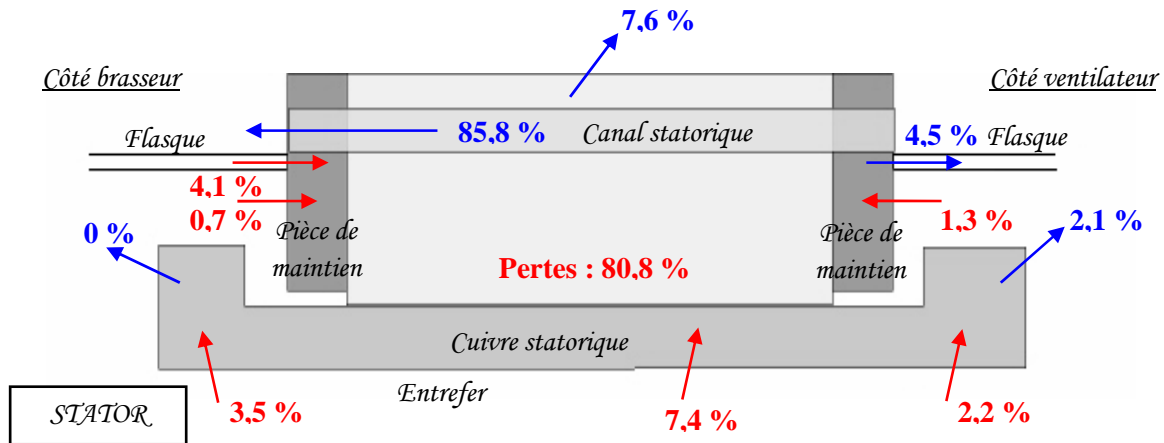 7,6 %
Côté brasseur
Côté ventilateur
Flasque
85,8 %
Canal statorique
4,5 %
Flasque
4,1 %
0,7 %
1,3 %
0 %
Pièce de
maintien
Pièce de
maintien
2,1 %
Pertes : 80,8 %
Cuivre statorique
Entrefer
STATOR
3,5 %
7,4 %
2,2 %